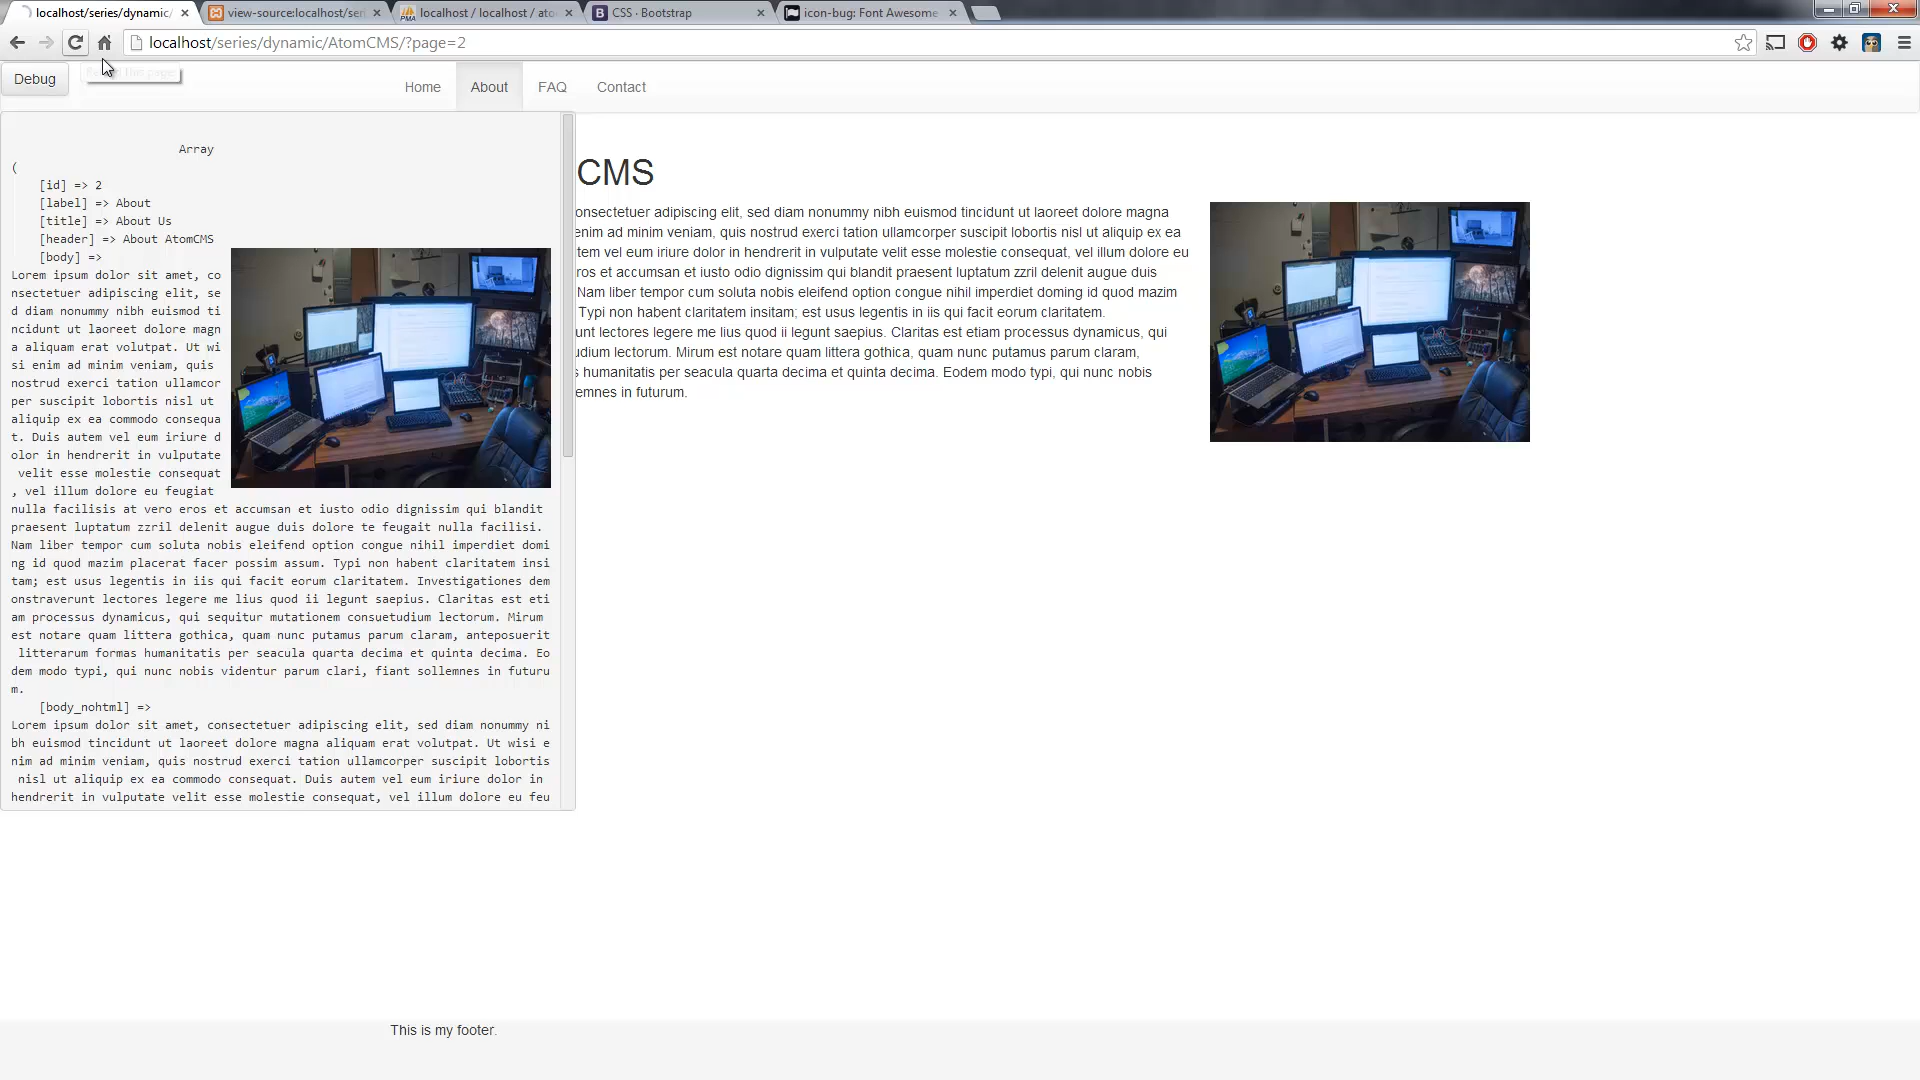 localhost/series/dynamic/
view-source:localhost/seri
localhost / localhost / ato
CSS · Bootstrap
icon-bug: Font Awesome
localhost/series/dynamic/AtomCMS/?page=2
Debug
Home
About
FAQ
Contact
Array
(
[id] => 2
[label] => About
[title] => About Us
[header] => About AtomCMS
[body] =>
Lorem ipsum dolor sit amet, co
nsectetuer adipiscing elit, se
d diam nonummy nibh euismod ti
ncidunt ut laoreet dolore magn
a aliquam erat volutpat. Ut wi
si enim ad minim veniam, quis
nostrud exerci tation ullamcor
per suscipit lobortis nisl ut
aliquip ex ea commodo consequa
t. Duis autem vel eum iriure d
olor in hendrerit in vulputate
velit esse molestie consequat
, vel illum dolore eu feugiat
nulla facilisis at vero eros et accumsan et iusto odio dignissim qui blandit
praesent luptatum zzril delenit augue duis dolore te feugait nulla facilisi.
Nam liber tempor cum soluta nobis eleifend option congue nihil imperdiet domi
ng id quod mazim placerat facer possim assum. Typi non habent claritatem insi
tam; est usus legentis in iis qui facit eorum claritatem. Investigationes dem
onstraverunt lectores legere me lius quod ii legunt saepius. Claritas est eti
am processus dynamicus, qui sequitur mutationem consuetudium lectorum. Mirum
est notare quam littera gothica, quam nunc putamus parum claram, anteposuerit
litterarum formas humanitatis per seacula quarta decima et quinta decima. Eo
dem modo typi, qui nunc nobis videntur parum clari, fiant sollemnes in futuru
m.
[body_nohtml] =>
Lorem ipsum dolor sit amet, consectetuer adipiscing elit, sed diam nonummy ni
bh euismod tincidunt ut laoreet dolore magna aliquam erat volutpat. Ut wisi e
nim ad minim veniam, quis nostrud exerci tation ullamcorper suscipit lobortis
nisl ut aliquip ex ea commodo consequat. Duis autem vel eum iriure dolor in
hendrerit in vulputate velit esse molestie consequat, vel illum dolore eu feu
CMS
onsectetuer adipiscing elit, sed diam nonummy nibh euismod tincidunt ut laoreet dolore magna
enim ad minim veniam, quis nostrud exerci tation ullamcorper suscipit lobortis nisl ut aliquip ex ea
tem vel eum iriure dolor in hendrerit in vulputate velit esse molestie consequat, vel illum dolore eu
ros et accumsan et iusto odio dignissim qui blandit praesent luptatum zzril delenit augue duis
Nam liber tempor cum soluta nobis eleifend option congue nihil imperdiet doming id quod mazim
Typi non habent claritatem insitam; est usus legentis in iis qui facit eorum claritatem.
unt lectores legere me lius quod ii legunt saepius. Claritas est etiam processus dynamicus, qui
udium lectorum. Mirum est notare quam littera gothica, quam nunc putamus parum claram,
s humanitatis per seacula quarta decima et quinta decima. Eodem modo typi, qui nunc nobis
emnes in futurum.
This is my footer.